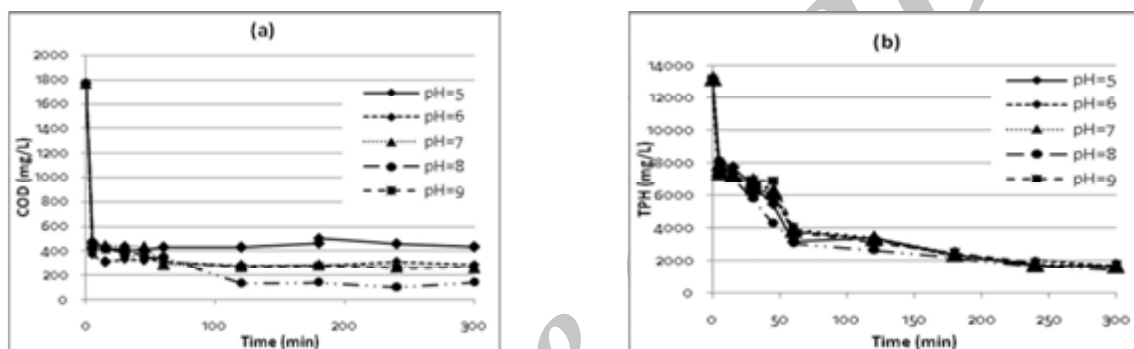 (a)
COD (mg/L)
2000
1800
1600
1400
1200
1000
800
600
400
200
0
0
100
200
300
Time (min)
pH=5
pH=6
pH=7
pH=8
pH=9
(b)
TPH (mg/L)
14000
12000
10000
8000
6000
4000
2000
0
0
50
100
150
200
250
300
Time (min)
pH=5
pH=6
pH=7
pH=8
pH=9